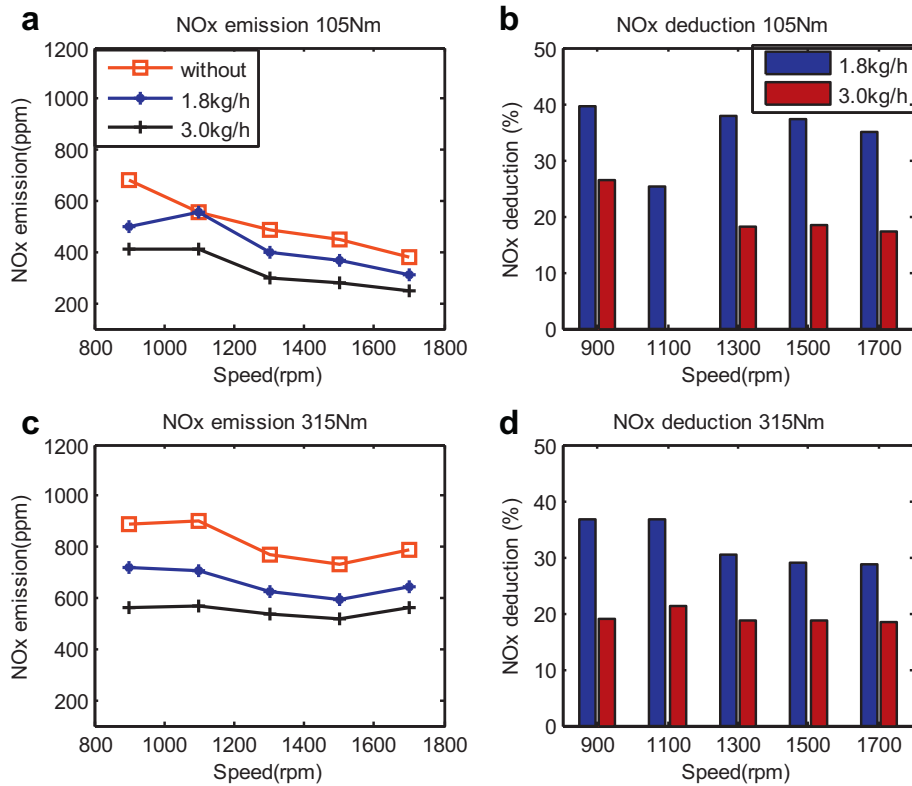 a
NOx emission 105Nm
1200
1000
800
600
400
200
NOx emission(ppm)
without
1.8kg/h
3.0kg/h
800 1000 1200 1400 1600 1800
Speed(rpm)
b
NOx deduction 105Nm
50
40
30
20
10
0
NOx deduction (%)
1.8kg/h
3.0kg/h
900 1100 1300 1500 1700
Speed(rpm)
c
NOx emission 315Nm
1200
1000
800
600
400
200
NOx emission(ppm)
800 1000 1200 1400 1600 1800
Speed(rpm)
d
NOx deduction 315Nm
50
40
30
20
10
0
NOx deduction (%)
900 1100 1300 1500 1700
Speed(rpm)